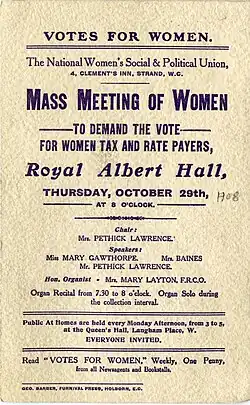 VOTES FOR WOMEN.
The National Women's Social & Political Union,
4, CLEMENT'S INN, STRAND, W.C.
MASS MEETING OF WOMEN
TO DEMAND THE VOTE
FOR WOMEN TAX AND RATE PAYERS,
Royal Albert Hall,
THURSDAY, OCTOBER 29th, 1908
AT 8 O'CLOCK.
Chair:
Mrs. PETHICK LAWRENCE.
Speakers:
Miss MARY GAWTHORPE. Mrs. BAINES
Mr. PETHICK LAWRENCE.
Hon. Organist - Mrs. MARY LAYTON, F.R.C.O.
Organ Recital from 7.30 to 8 o'clock. Organ Solo during
the collection interval.
Public At Homes are held every Monday Afternoon, from 3 to 5,
at the Queen's Hall, Langham Place, W.
EVERYONE INVITED.
Read "VOTES FOR WOMEN," Weekly, One Penny,
from all Newsagents and Bookstalls.
GEO. BARBER, FURNIVAL PRESS, HOLBORN, E.C.